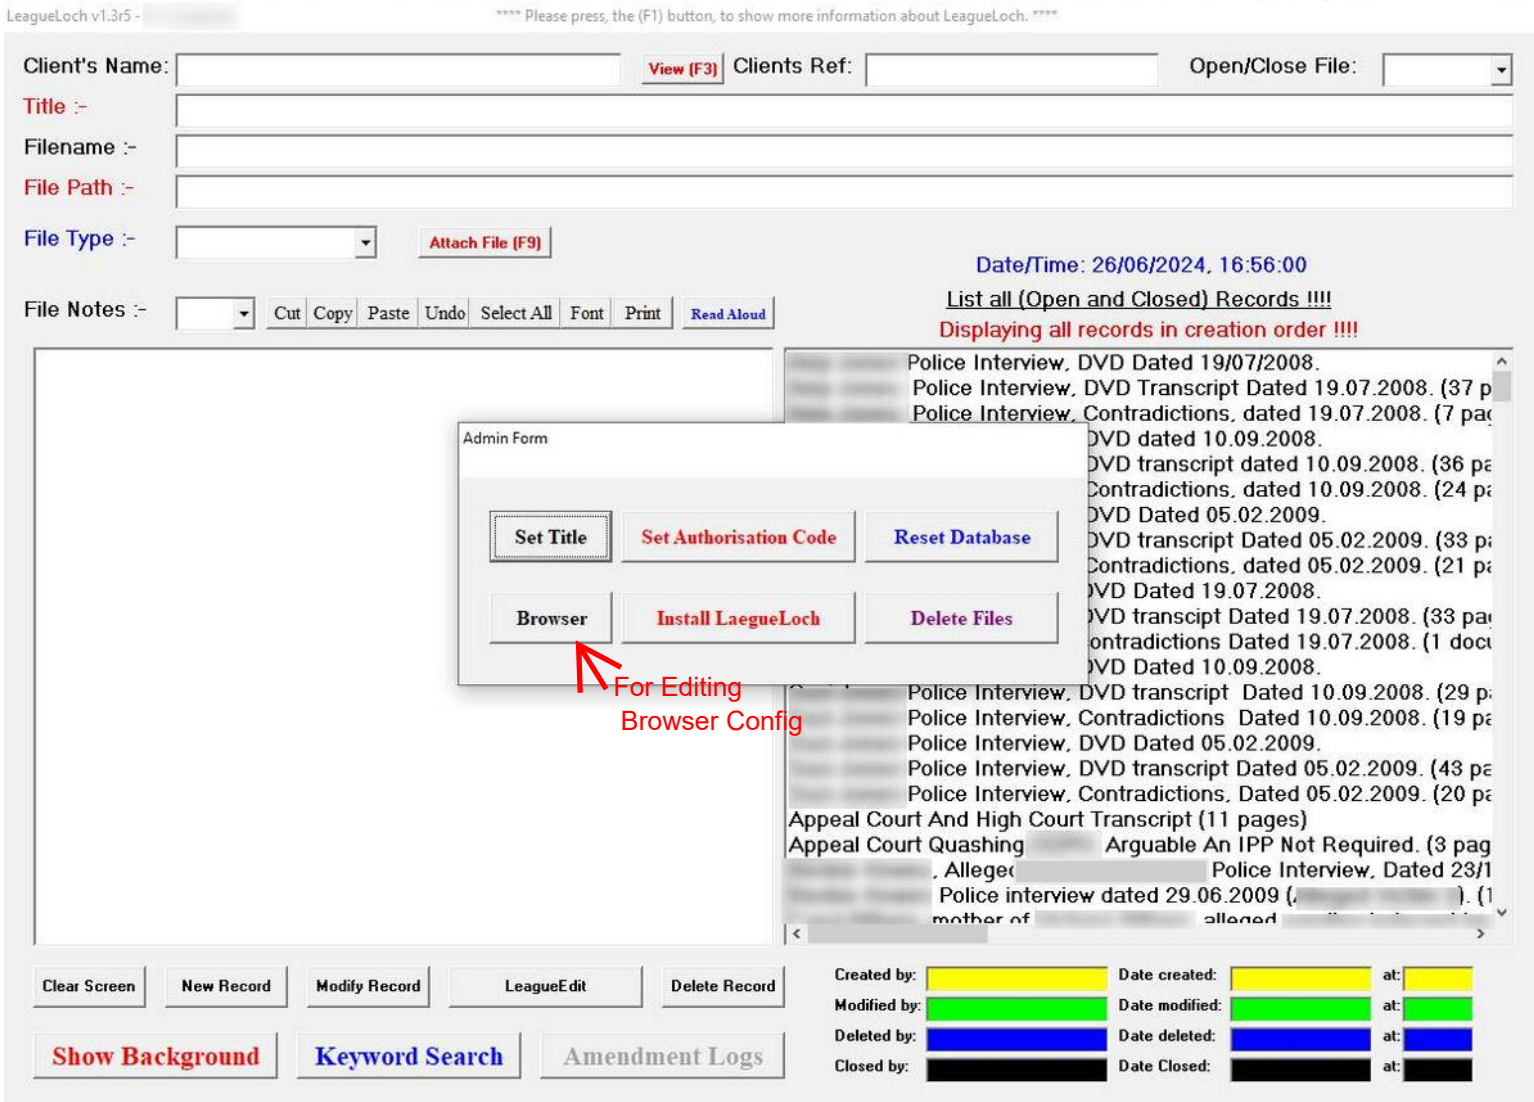 LeagueLoch v1.3r5 -
**** Please press, the (F1) button, to show more information about LeagueLoch. ****
Client's Name:
View (F3)
Clients Ref:
Open/Close File:
Title :-
Filename :-
File Path :-
File Type :-
Attach File (F9)
Date/Time: 26/06/2024, 16:56:00
List all (Open and Closed) Records !!!!
Displaying all records in creation order !!!!
File Notes :-
Cut Copy Paste Undo Select All Font Print Read Aloud
Police Interview, DVD Dated 19/07/2008.
Police Interview, DVD Transcript Dated 19.07.2008. (37 p
Police Interview, Contradictions, dated 19.07.2008. (7 pag
DVD dated 10.09.2008.
DVD transcript dated 10.09.2008. (36 pa
Contradictions, dated 10.09.2008. (24 pa
DVD Dated 05.02.2009.
DVD transcript Dated 05.02.2009. (33 pa
Contradictions, dated 05.02.2009. (21 pa
DVD Dated 19.07.2008.
DVD transcipt Dated 19.07.2008. (33 pag
ontradictions Dated 19.07.2008. (1 docu
DVD Dated 10.09.2008.
Police Interview, DVD transcript Dated 10.09.2008. (29 pa
Police Interview, Contradictions Dated 10.09.2008. (19 pa
Police Interview, DVD Dated 05.02.2009.
Police Interview, DVD transcript Dated 05.02.2009. (43 pa
Police Interview, Contradictions, Dated 05.02.2009. (20 pa
Appeal Court And High Court Transcript (11 pages)
Appeal Court Quashing Arguable An IPP Not Required. (3 pag
, Alleged Police Interview, Dated 23/1
Police interview dated 29.06.2009 ( ). (1
mother of alleged
Admin Form
Set Title
Set Authorisation Code
Reset Database
Browser
Install LaegueLoch
Delete Files
For Editing
Browser Config
Clear Screen
New Record
Modify Record
LeagueEdit
Delete Record
Show Background
Keyword Search
Amendment Logs
Created by: Date created: at:
Modified by: Date modified: at:
Deleted by: Date deleted: at:
Closed by: Date Closed: at: